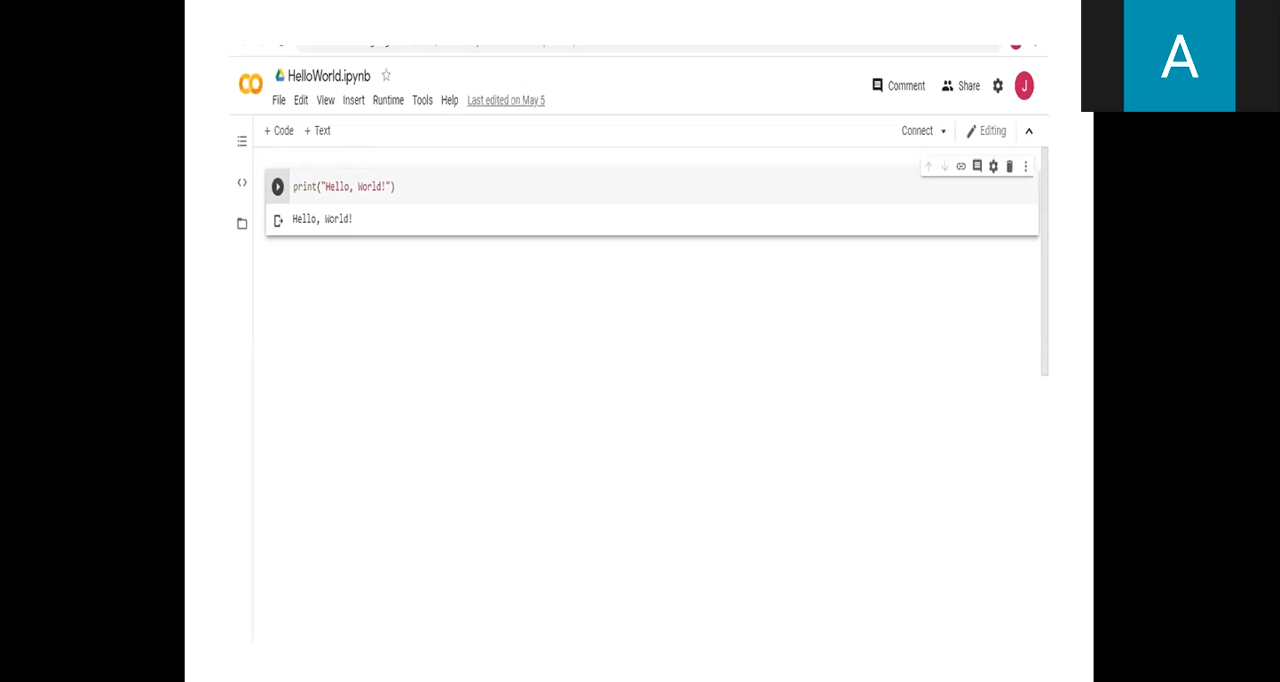 HelloWorld.ipynb
Comment Share J
File Edit View Insert Runtime Tools Help Last edited on May 5
+ Code + Text
Connect Editing
print("Hello, World!")
Hello, World!
A